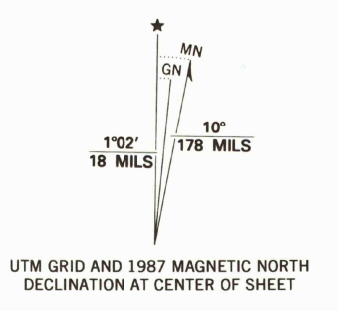 MN
GN
1°02′
18 MILS
10°
178 MILS
UTM GRID AND 1987 MAGNETIC NORTH
DECLINATION AT CENTER OF SHEET